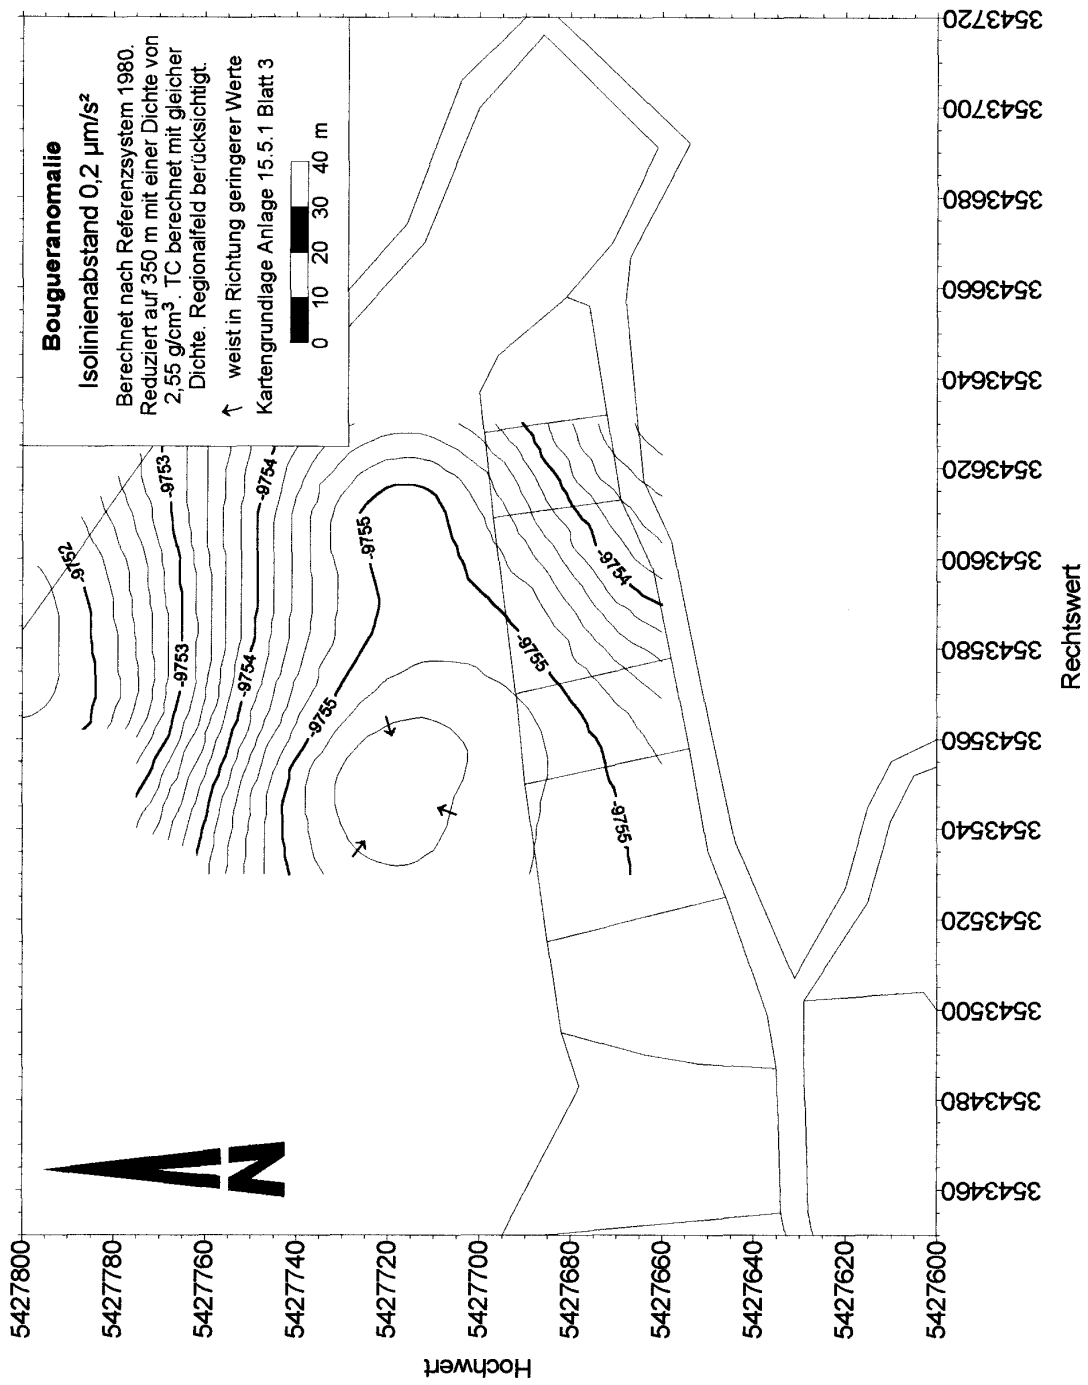 Bougueranomalie
Isolinienabstand 0,2 µm/s²
Berechnet nach Referenzsystem 1980.
Reduziert auf 350 m mit einer Dichte von
2,55 g/cm³. TC berechnet mit gleicher
Dichte. Regionalfeld berücksichtigt.
↑ weist in Richtung geringerer Werte
Kartengrundlage Anlage 15.5.1 Blatt 3
0 10 20 30 40 m
-9752
-9753
-9753
-9754
-9754
-9755
-9755
-9755
-9755
-9754
N
Hochwert
5427800
5427780
5427760
5427740
5427720
5427700
5427680
5427660
5427640
5427620
5427600
3543460
3543480
3543500
3543520
3543540
3543560
3543580
3543600
3543620
3543640
3543660
3543680
3543700
3543720
Rechtswert